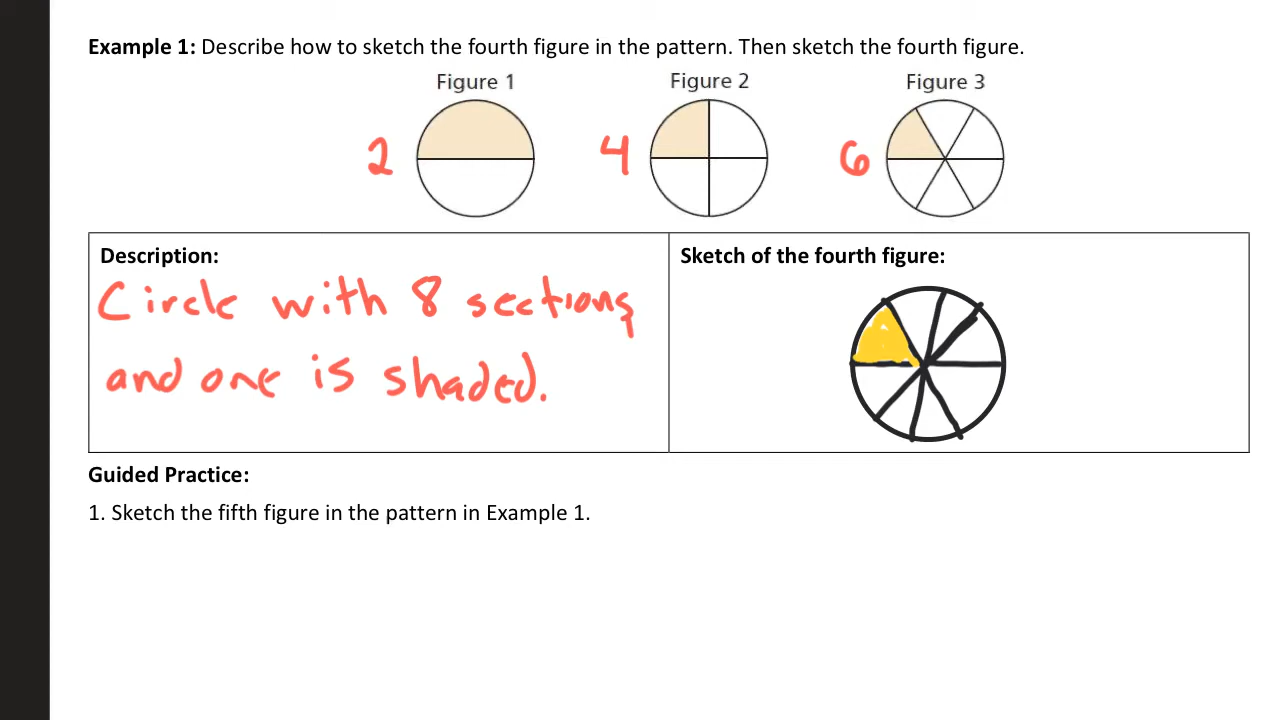 Example 1: Describe how to sketch the fourth figure in the pattern. Then sketch the fourth figure.
Figure 1
Figure 2
Figure 3
2
4
6
Description:
Circle with 8 sections
and one is shaded.
Sketch of the fourth figure:
Guided Practice:
1. Sketch the fifth figure in the pattern in Example 1.